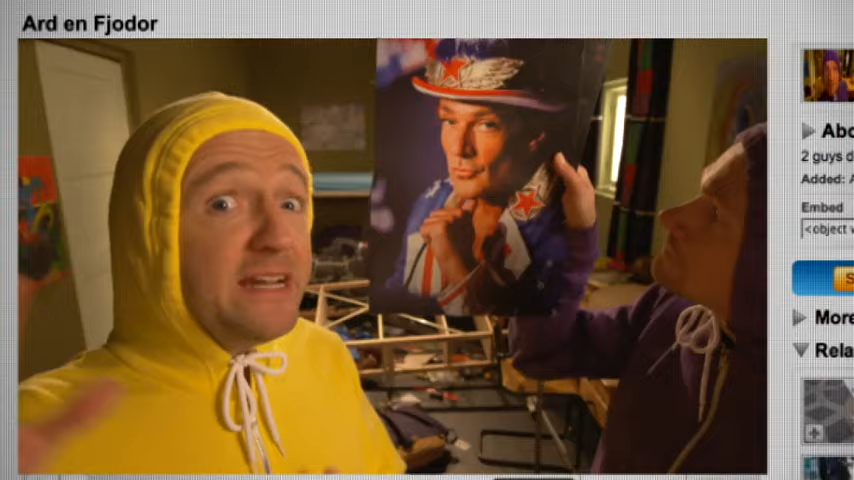 Ard en Fjodor
Abo
2 guys d
Added: A
Embed
<object
More
Rela